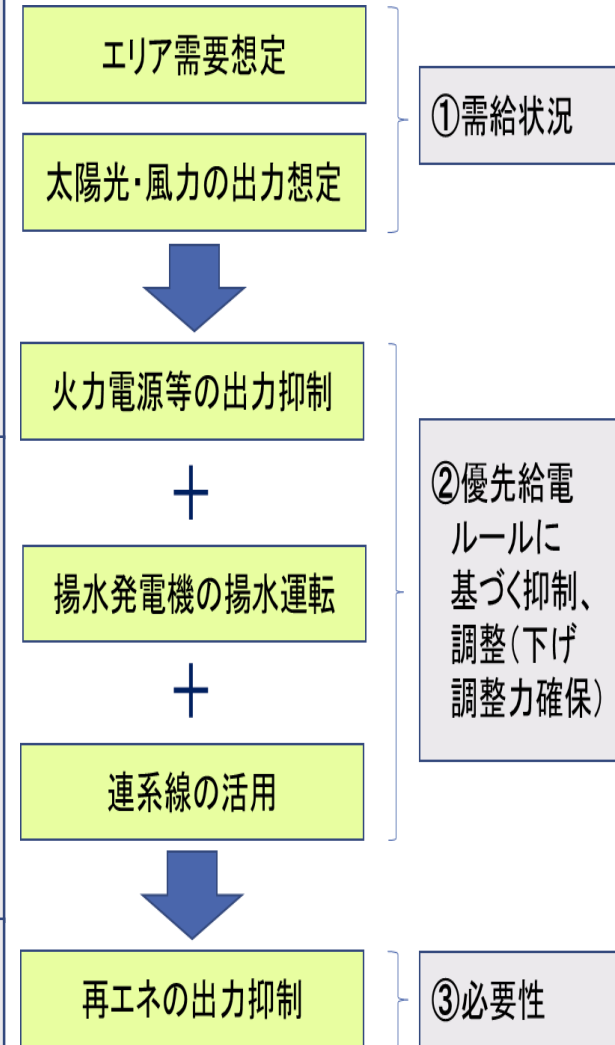 エリア需要想定
太陽光・風力の出力想定
①需給状況
火力電源等の出力抑制
＋
揚水発電機の揚水運転
＋
連系線の活用
②優先給電
ルールに
基づく抑制、
調整(下げ
調整力確保)
再エネの出力抑制
③必要性